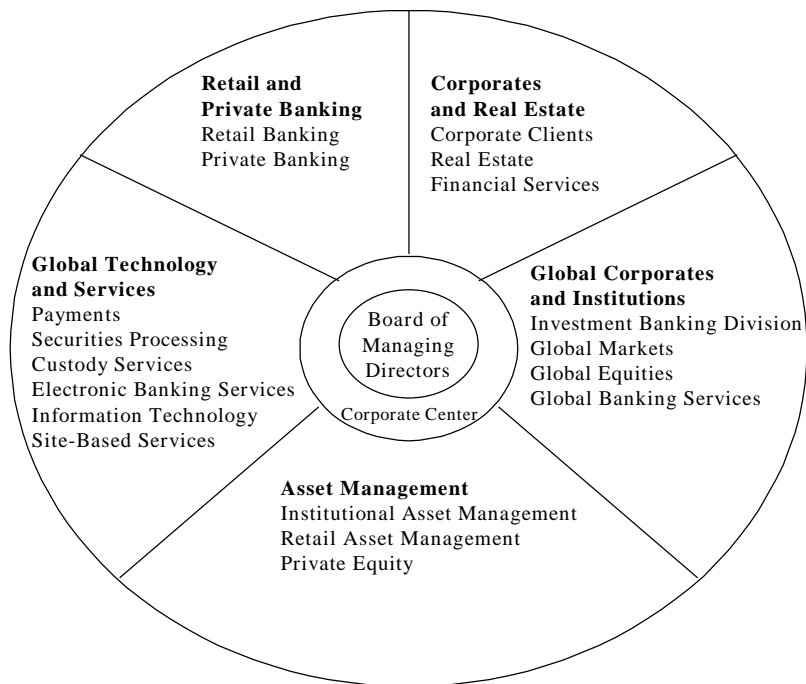 Retail and
Private Banking
Retail Banking
Private Banking
Corporates
and Real Estate
Corporate Clients
Real Estate
Financial Services
Global Technology
and Services
Payments
Securities Processing
Custody Services
Electronic Banking Services
Information Technology
Site-Based Services
Board of
Managing
Directors
Corporate Center
Global Corporates
and Institutions
Investment Banking Division
Global Markets
Global Equities
Global Banking Services
Asset Management
Institutional Asset Management
Retail Asset Management
Private Equity